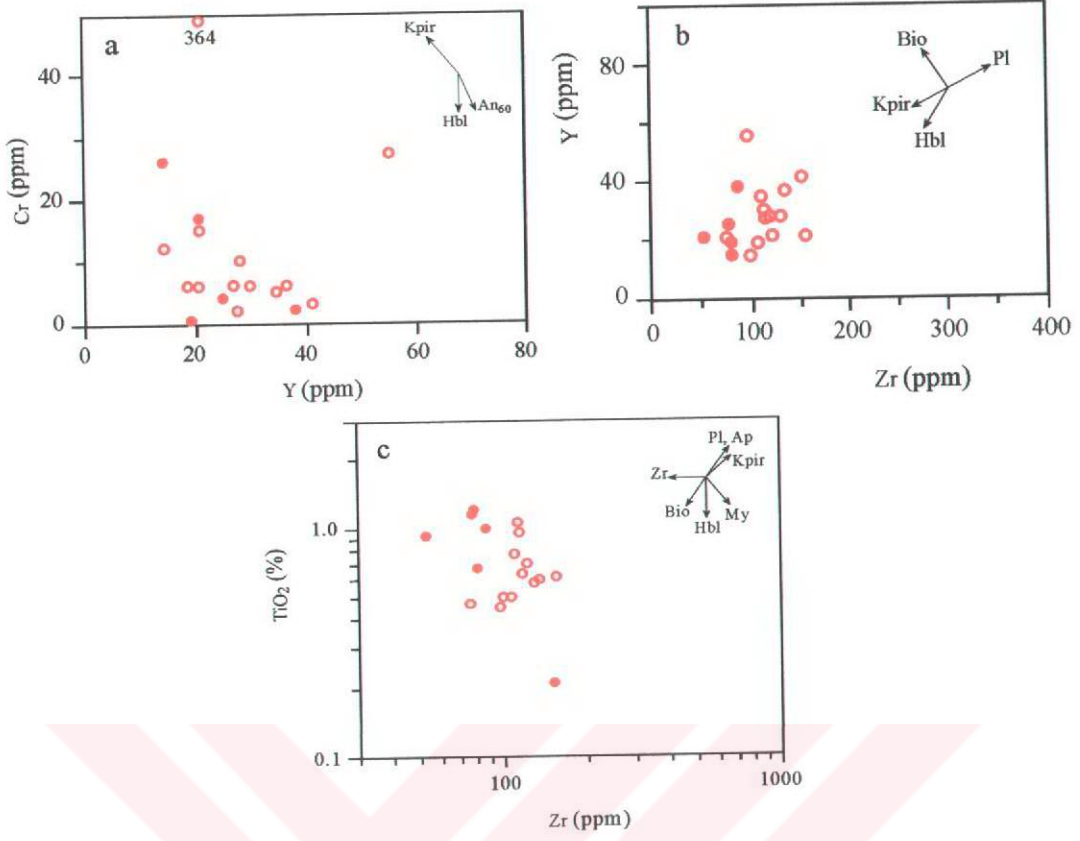 a
364
Kpir
Hbl
An60
Cr (ppm)
40
20
0
0
20
40
60
80
Y (ppm)
b
Bio
Pl
Kpir
Hbl
Y (ppm)
80
40
0
0
100
200
300
400
Zr (ppm)
c
Pl, Ap
Kpir
Zr
Bio
Hbl
My
TiO2 (%)
1.0
0.1
100
1000
Zr (ppm)